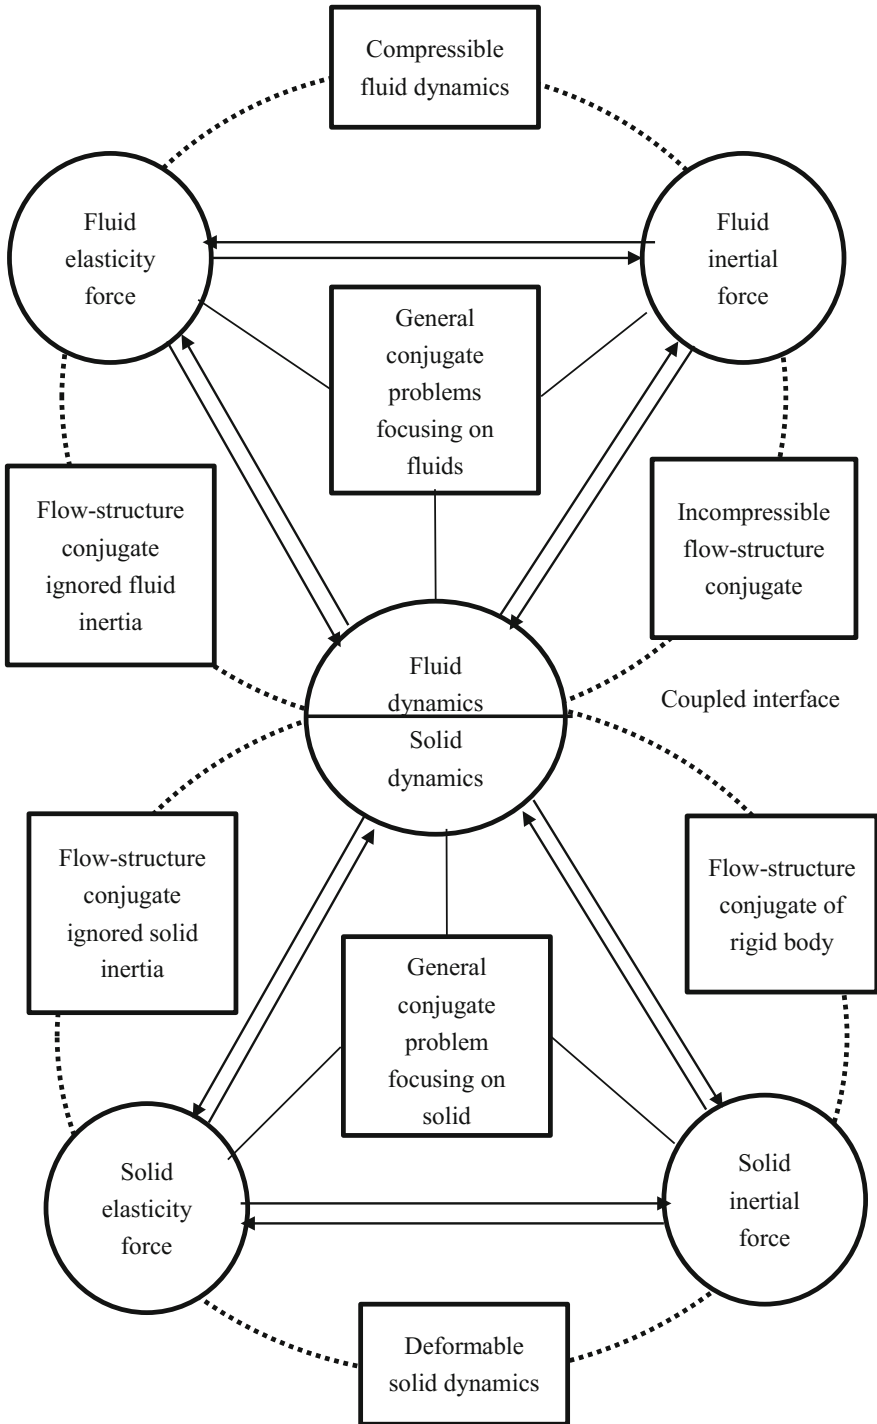 Compressible
fluid dynamics
Fluid
elasticity
force
Fluid
inertial
force
General
conjugate
problems
focusing on
fluids
Flow-structure
conjugate
ignored fluid
inertia
Incompressible
flow-structure
conjugate
Fluid
dynamics
Coupled interface
Solid
dynamics
Flow-structure
conjugate
ignored solid
inertia
Flow-structure
conjugate of
rigid body
General
conjugate
problem
focusing on
solid
Solid
elasticity
force
Solid
inertial
force
Deformable
solid dynamics